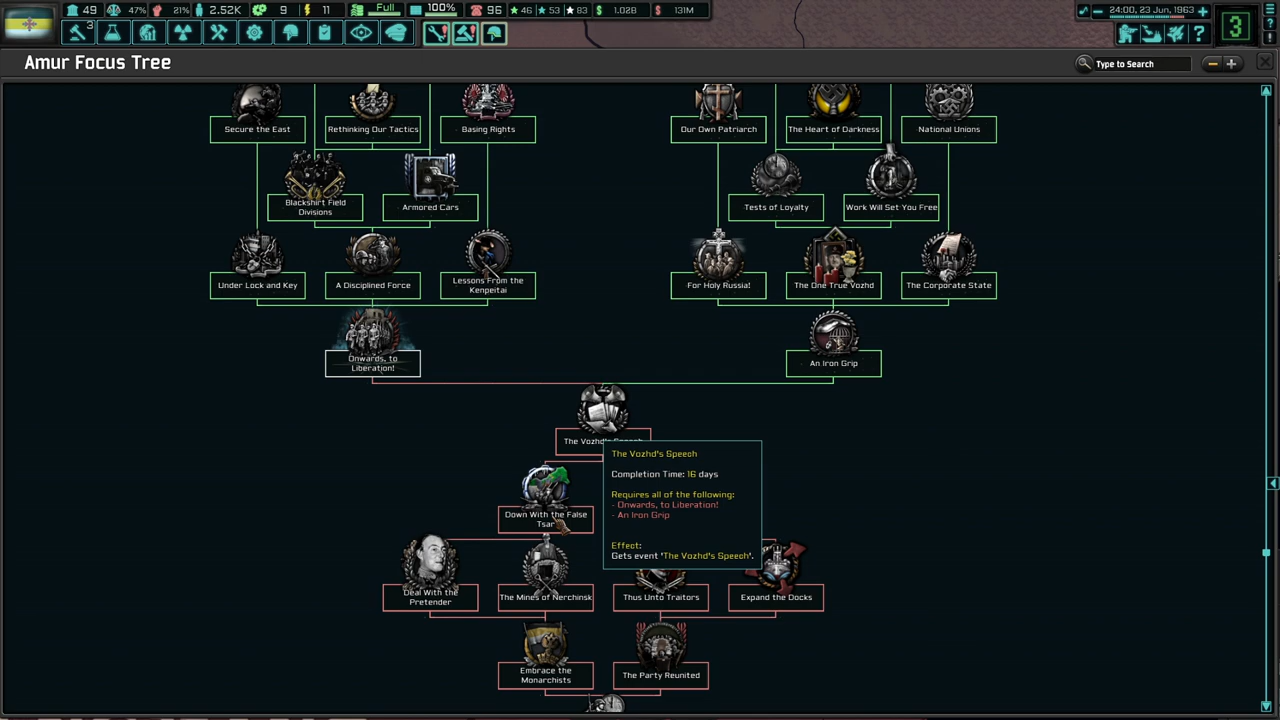 49 47% 21% 2.52K 9 11 Full 100% 96 46 53 83 $ 1.02B $ 131M
24:00, 23 Jun, 1963
3
3
Amur Focus Tree
Type to Search
Secure the East
Rethinking Our Tactics
Basing Rights
Our Own Patriarch
The Heart of Darkness
National Unions
Blackshirt Field
Divisions
Armored Cars
Tests of Loyalty
Work Will Set You Free
Under Lock and Key
A Disciplined Force
Lessons From the
Kenpeitai
For Holy Russia!
The One True Vozhd
The Corporate State
Onwards, to
Liberation!
An Iron Grip
The Vozhd's Speech
The Vozhd's Speech
Completion Time: 16 days
Requires all of the following:
- Onwards, to Liberation!
- An Iron Grip
Effect:
Gets event 'The Vozhd's Speech'.
Down With the False
Tsar
Deal With the
Pretender
The Mines of Nerchinsk
Thus Unto Traitors
Expand the Docks
Embrace the
Monarchists
The Party Reunited